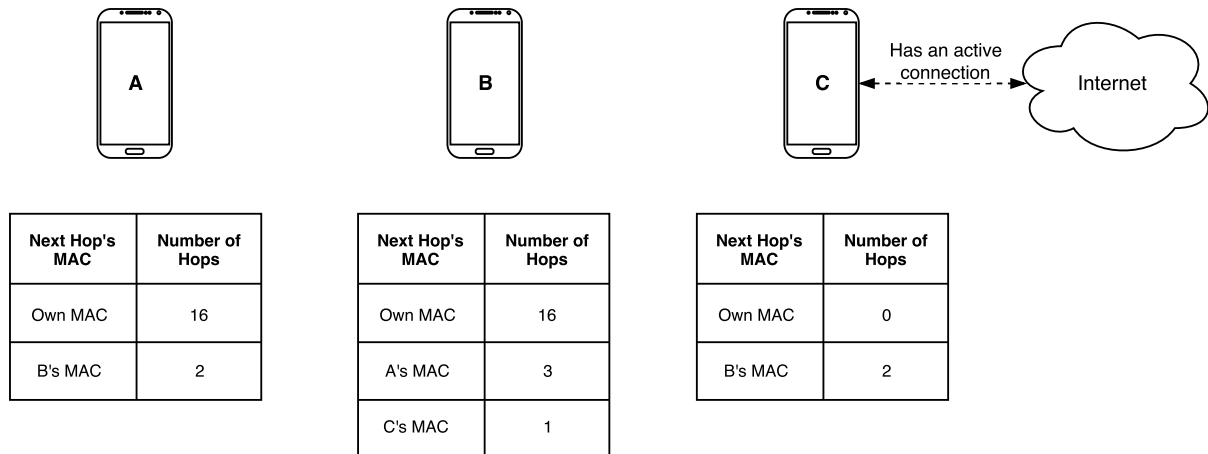 A
B
C
Has an active
connection
Internet
Next Hop's
MAC
Number of
Hops
Own MAC
16
B's MAC
2
Next Hop's
MAC
Number of
Hops
Own MAC
16
A's MAC
3
C's MAC
1
Next Hop's
MAC
Number of
Hops
Own MAC
0
B's MAC
2